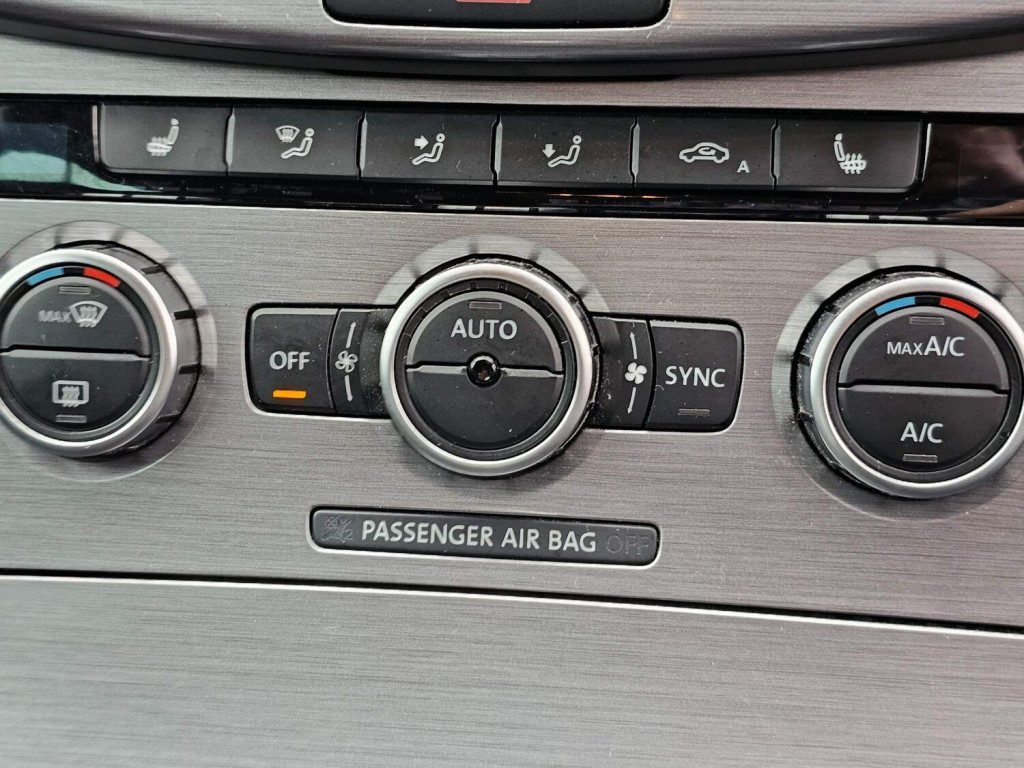 A
MAX
OFF
AUTO
SYNC
MAX A/C
A/C
PASSENGER AIR BAG OFF